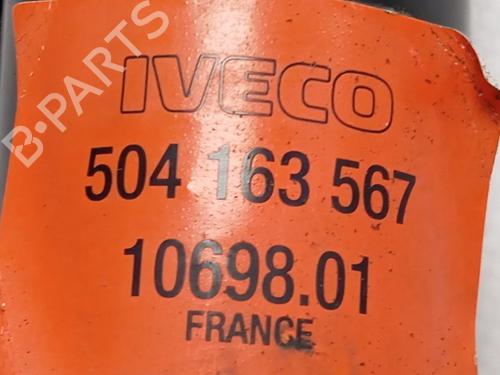 IVECO
504 163 567
10698.01
FRANCE
B-PARTS